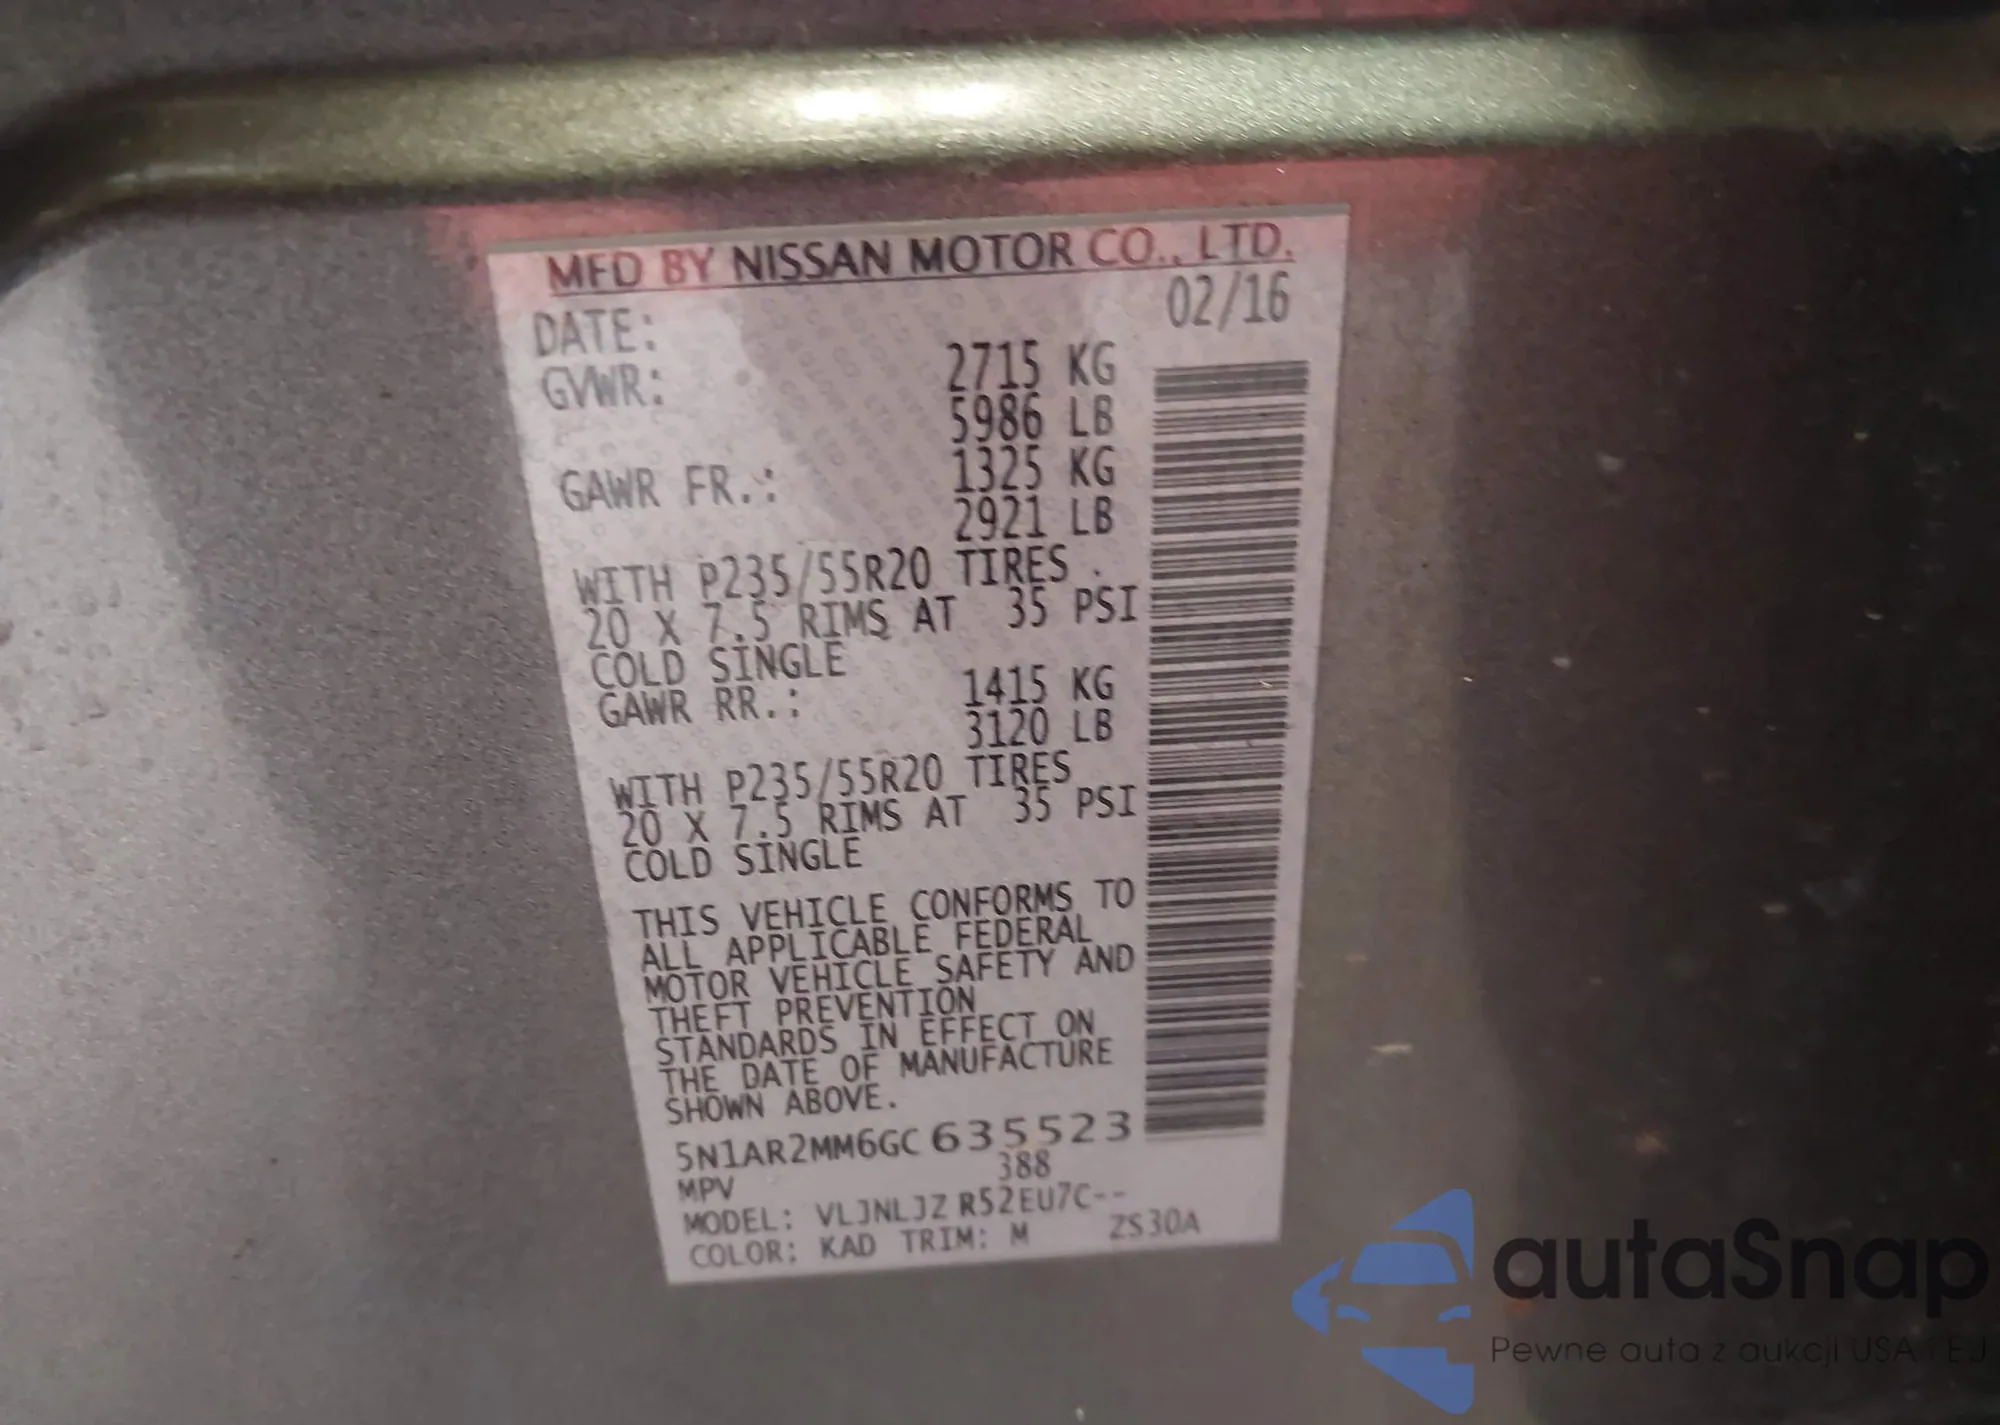 MFD BY NISSAN MOTOR CO., LTD.
DATE: 02/16
GVWR: 2715 KG
5986 LB
GAWR FR.: 1325 KG
2921 LB
WITH P235/55R20 TIRES
20 X 7.5 RIMS AT 35 PSI
COLD SINGLE
GAWR RR.: 1415 KG
3120 LB
WITH P235/55R20 TIRES
20 X 7.5 RIMS AT 35 PSI
COLD SINGLE
THIS VEHICLE CONFORMS TO
ALL APPLICABLE FEDERAL
MOTOR VEHICLE SAFETY AND
THEFT PREVENTION
STANDARDS IN EFFECT ON
THE DATE OF MANUFACTURE
SHOWN ABOVE.
5N1AR2MM6GC635523
MPV 388
MODEL: VLJNLJZ R52EU7C--
COLOR: KAD TRIM: M ZS30A
autaSnap
Pewne auta z aukcji USA i EJ